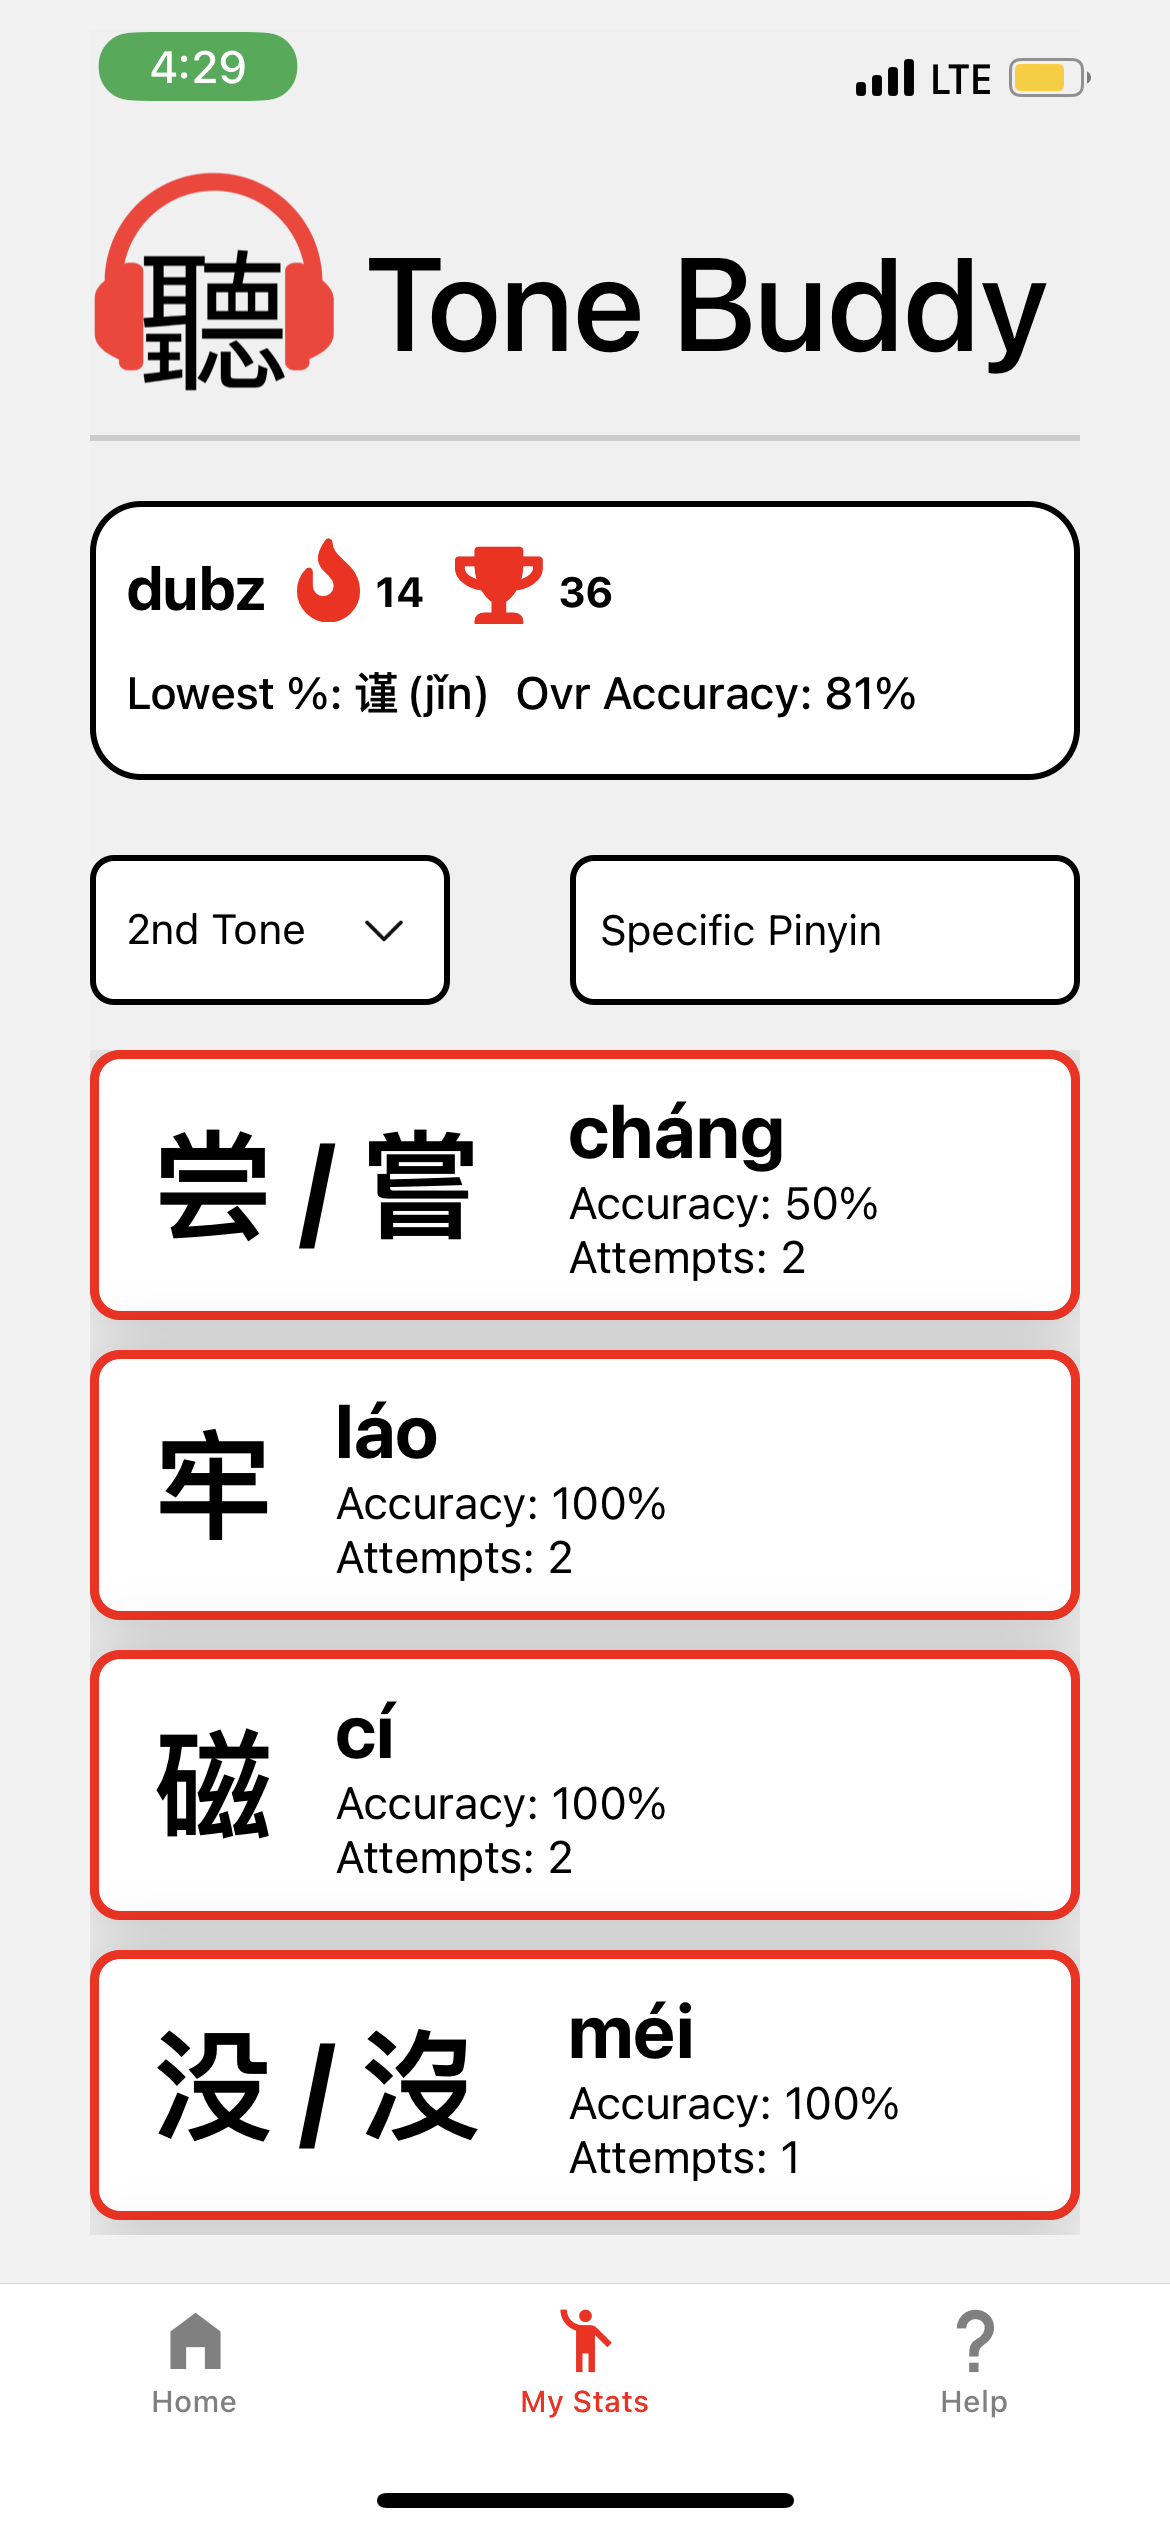 4:29
LTE
聽 Tone Buddy
dubz 14 36
Lowest %: 谨 (jǐn) Ovr Accuracy: 81%
2nd Tone
Specific Pinyin
尝 / 嘗
cháng
Accuracy: 50%
Attempts: 2
牢
láo
Accuracy: 100%
Attempts: 2
磁
cí
Accuracy: 100%
Attempts: 2
没 / 沒
méi
Accuracy: 100%
Attempts: 1
Home
My Stats
Help